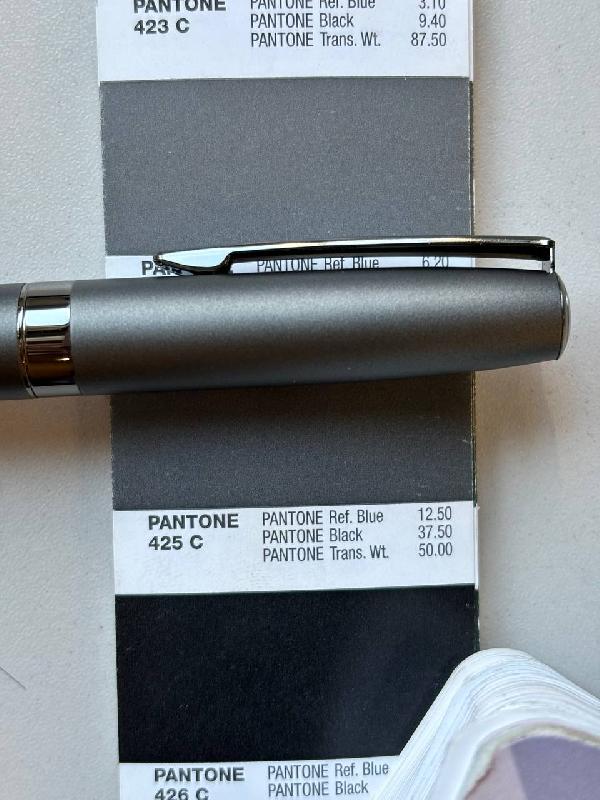 PANTONE PANTONE Ref. Blue 3.10
423 C PANTONE Black 9.40
PANTONE Trans. Wt. 87.50
PANTONE Ref. Blue 6.20
PANTONE PANTONE Ref. Blue 12.50
425 C PANTONE Black 37.50
PANTONE Trans. Wt. 50.00
PANTONE PANTONE Ref. Blue
426 C PANTONE Black